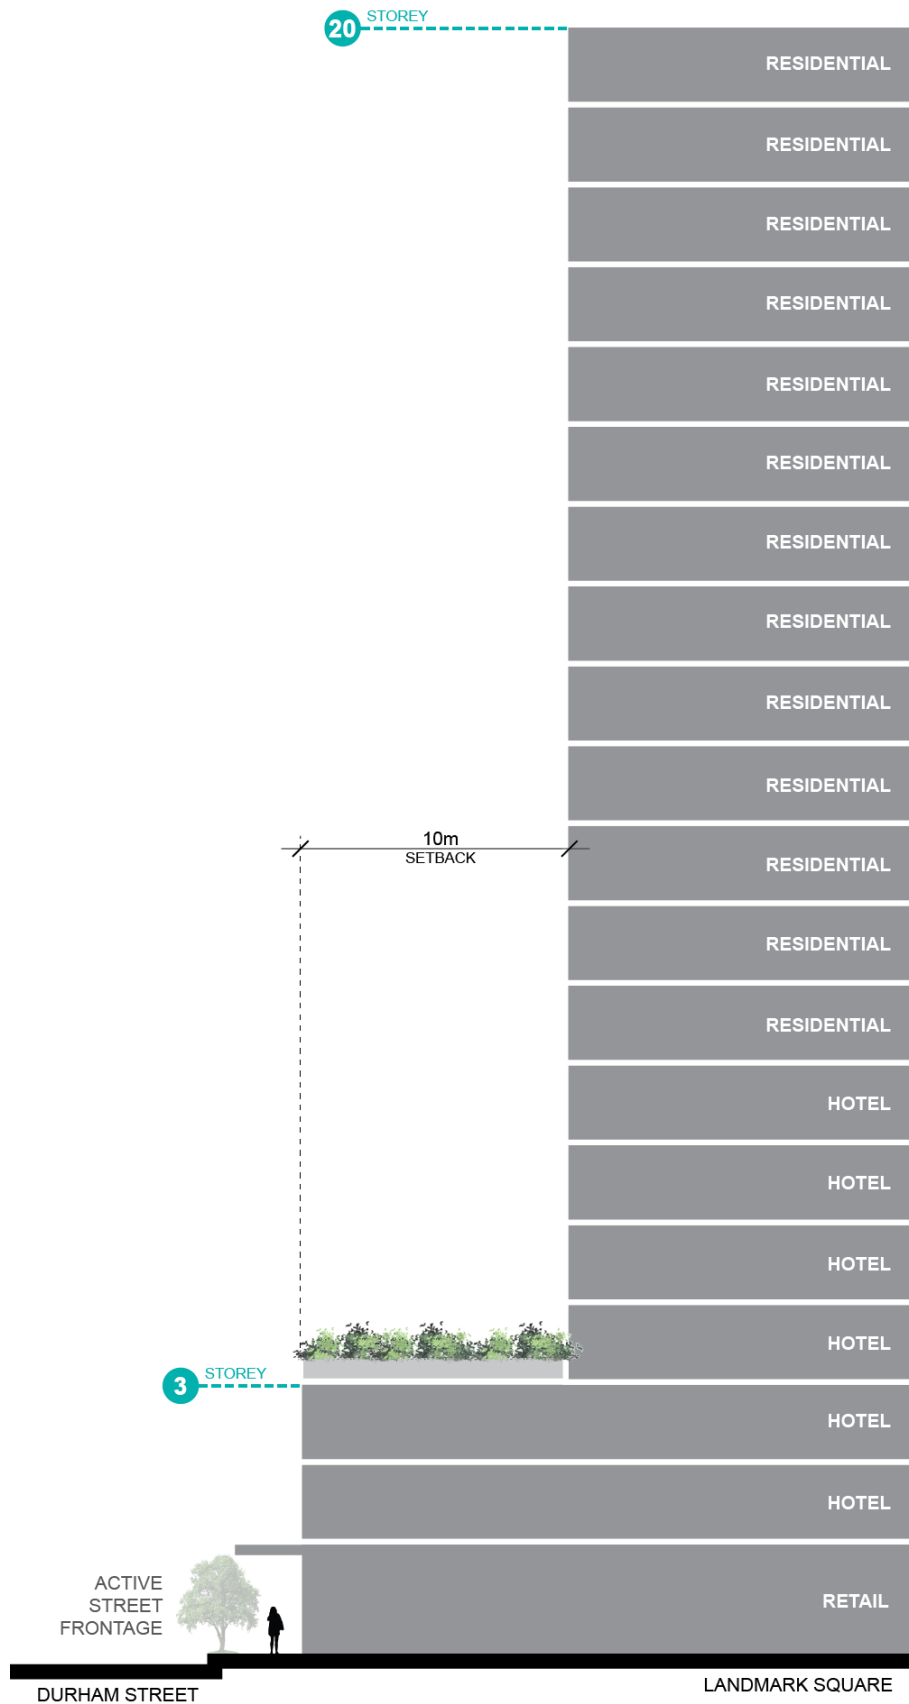 20 STOREY
RESIDENTIAL
RESIDENTIAL
RESIDENTIAL
RESIDENTIAL
RESIDENTIAL
RESIDENTIAL
RESIDENTIAL
RESIDENTIAL
RESIDENTIAL
RESIDENTIAL
10m
SETBACK
RESIDENTIAL
RESIDENTIAL
RESIDENTIAL
HOTEL
HOTEL
HOTEL
HOTEL
3 STOREY
HOTEL
HOTEL
ACTIVE
STREET
FRONTAGE
RETAIL
DURHAM STREET
LANDMARK SQUARE